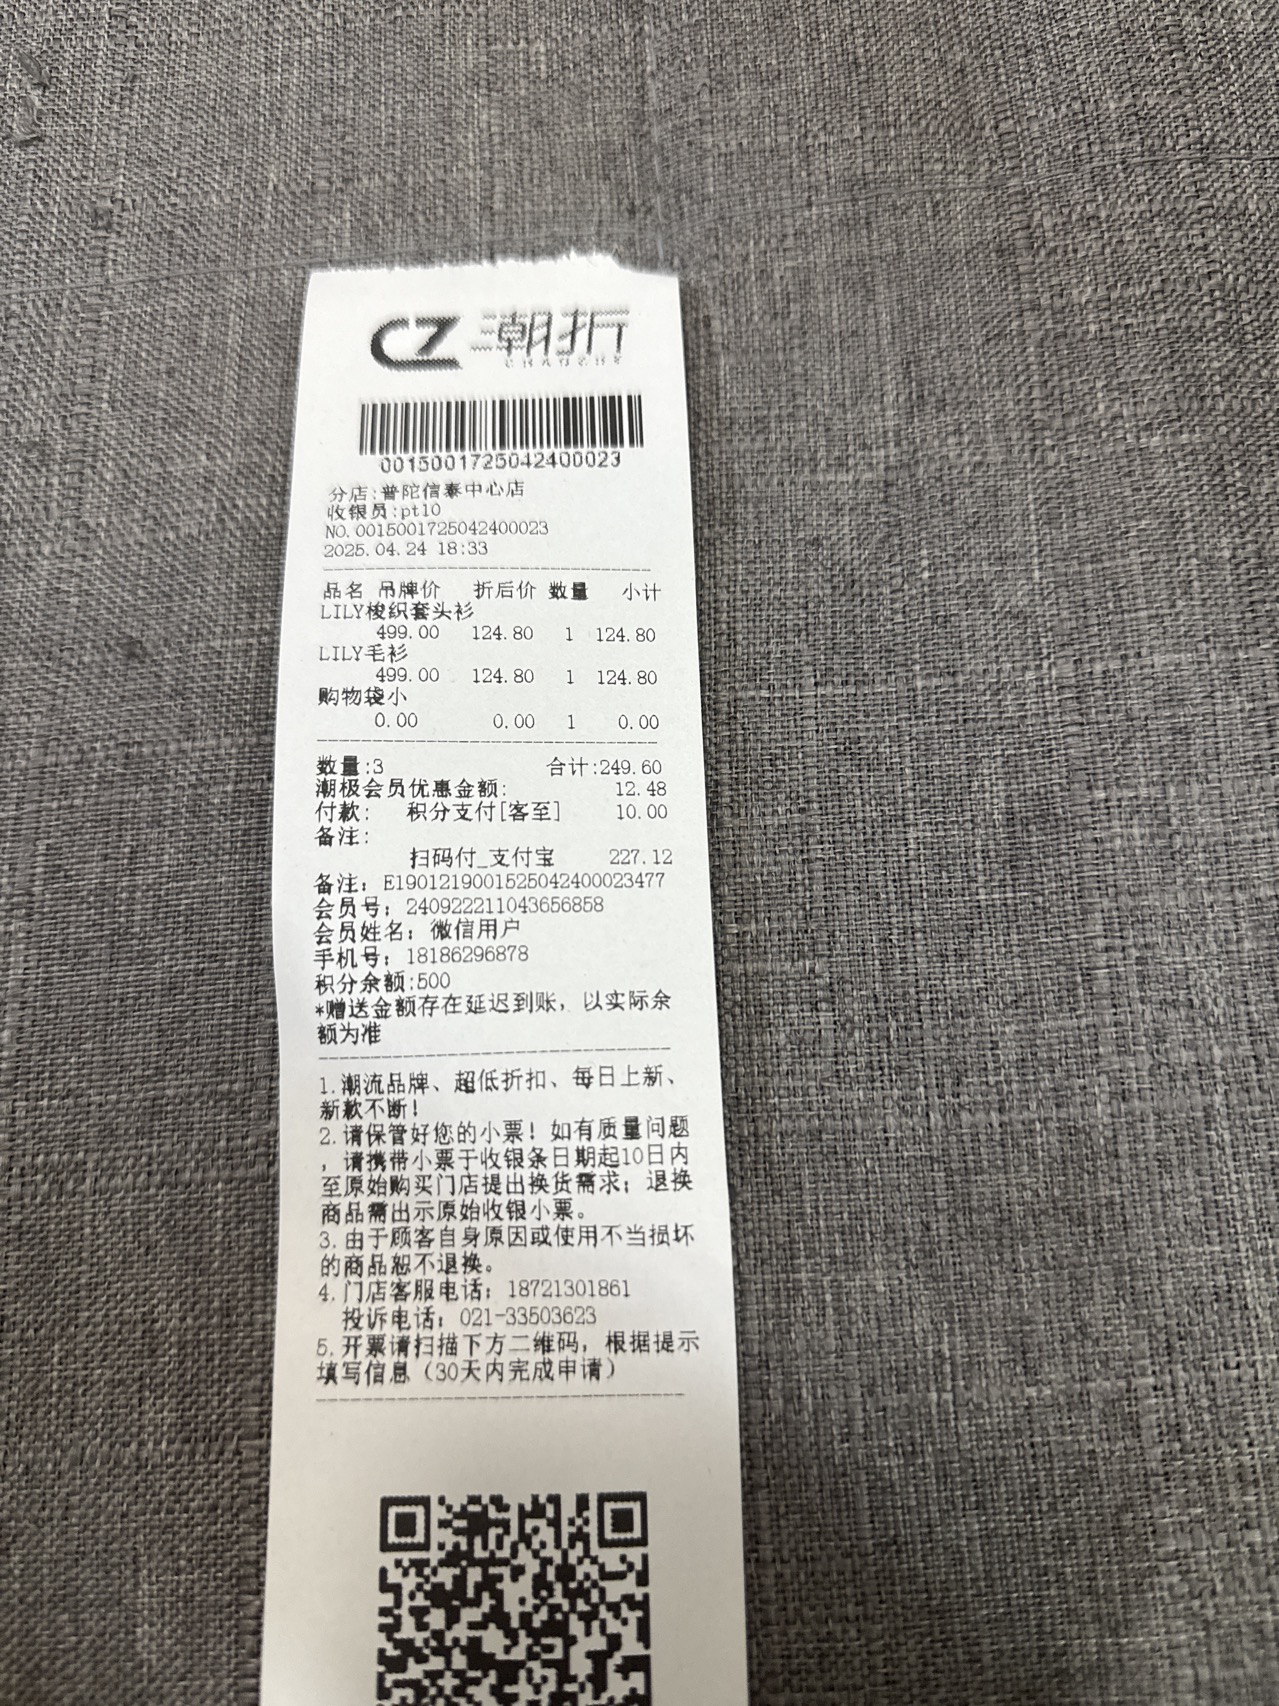 CZ 潮折
CHAOZHE
0015001725042400023
分店:普陀信泰中心店
收银员:pt10
NO.0015001725042400023
2025.04.24 18:33
品名 吊牌价 折后价 数量 小计
LILY梭织套头衫
499.00 124.80 1 124.80
LILY毛衫
499.00 124.80 1 124.80
购物袋小
0.00 0.00 1 0.00
数量:3 合计:249.60
潮极会员优惠金额: 12.48
付款: 积分支付[客至] 10.00
备注:
扫码付_支付宝 227.12
备注: E1901219001525042400023477
会员号: 240922211043656858
会员姓名: 微信用户
手机号: 18186296878
积分余额:500
*赠送金额存在延迟到账, 以实际余
额为准
1.潮流品牌、超低折扣、每日上新、
新款不断!
2.请保管好您的小票! 如有质量问题
, 请携带小票于收银条日期起10日内
至原始购买门店提出换货需求; 退换
商品需出示原始收银小票。
3.由于顾客自身原因或使用不当损坏
的商品恕不退换。
4.门店客服电话: 18721301861
投诉电话: 021-33503623
5.开票请扫描下方二维码, 根据提示
填写信息 (30天内完成申请)